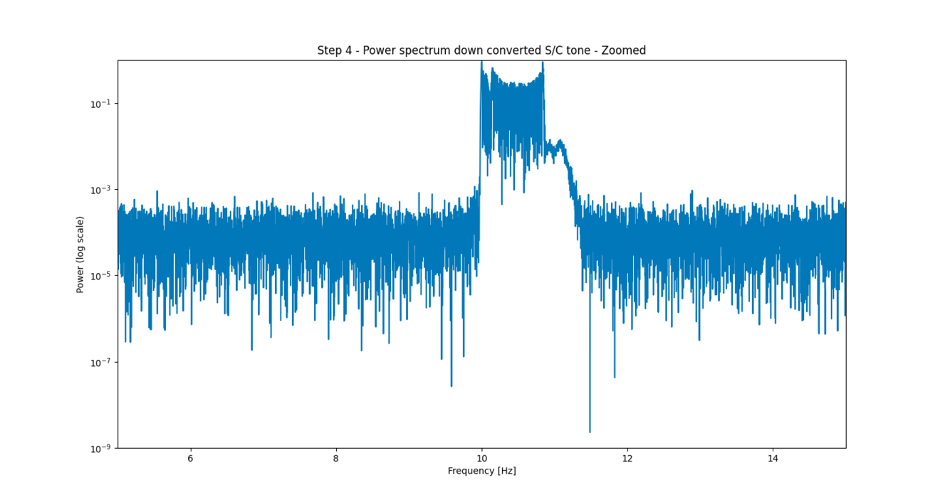 Step 4 - Power spectrum down converted S/C tone - Zoomed
Power (log scale)
10⁻¹
10⁻³
10⁻⁵
10⁻⁷
10⁻⁹
6 8 10 12 14
Frequency [Hz]